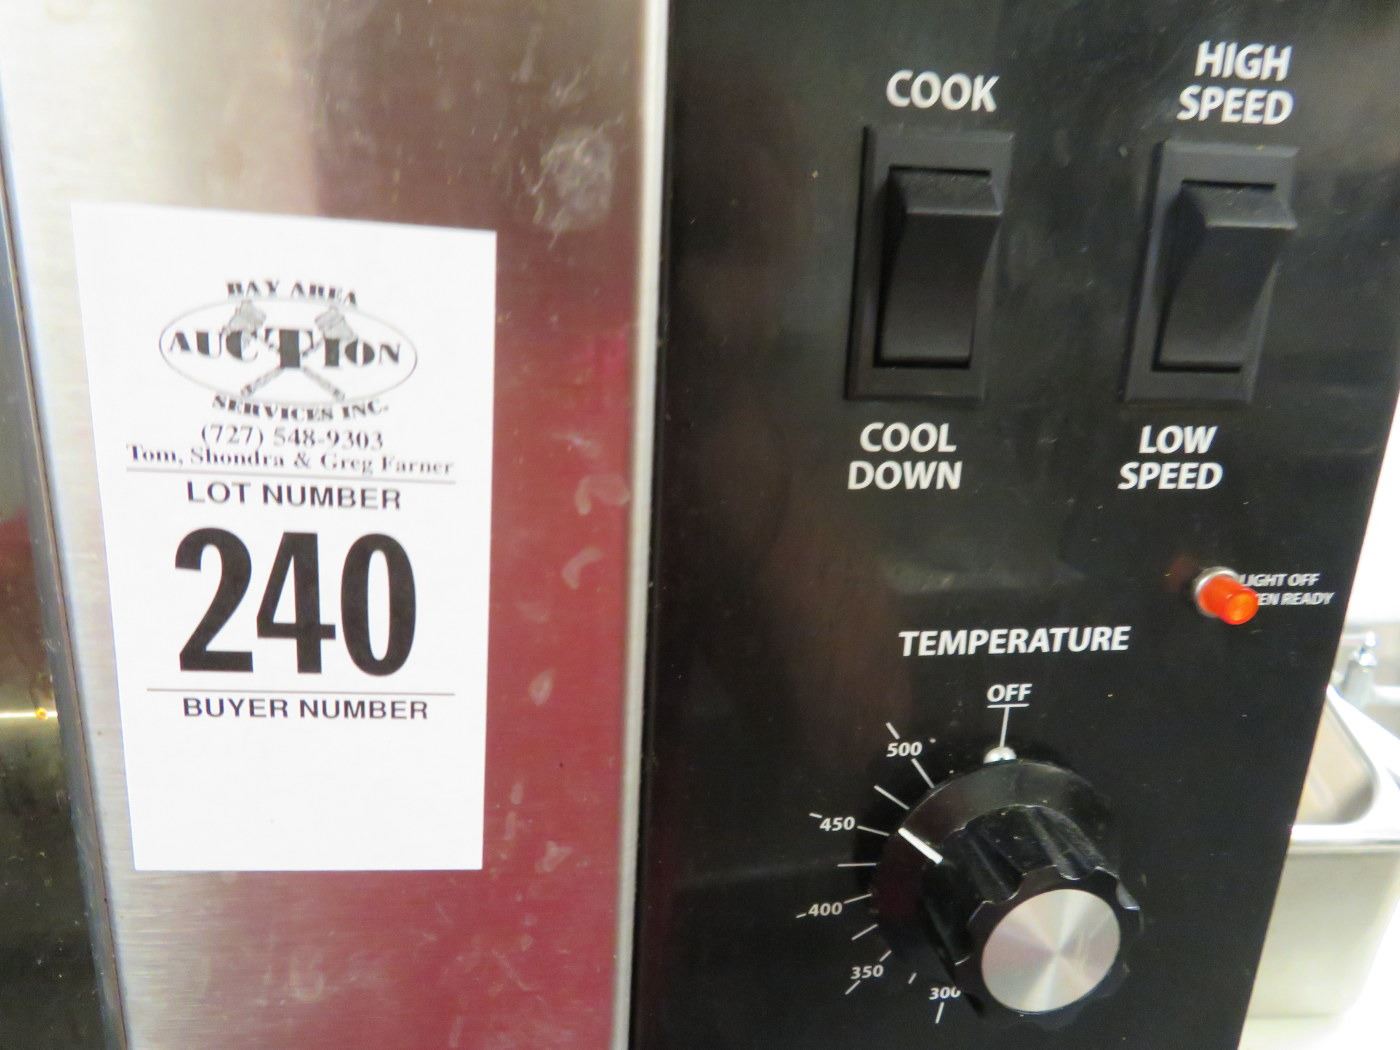 BAY AREA
AUCTION
SERVICES INC.
(727) 548-9303
Tom, Shondra & Greg Farner
LOT NUMBER
240
BUYER NUMBER
COOK
COOL
DOWN
HIGH
SPEED
LOW
SPEED
LIGHT OFF
READY
TEMPERATURE
OFF
500
450
400
350
300